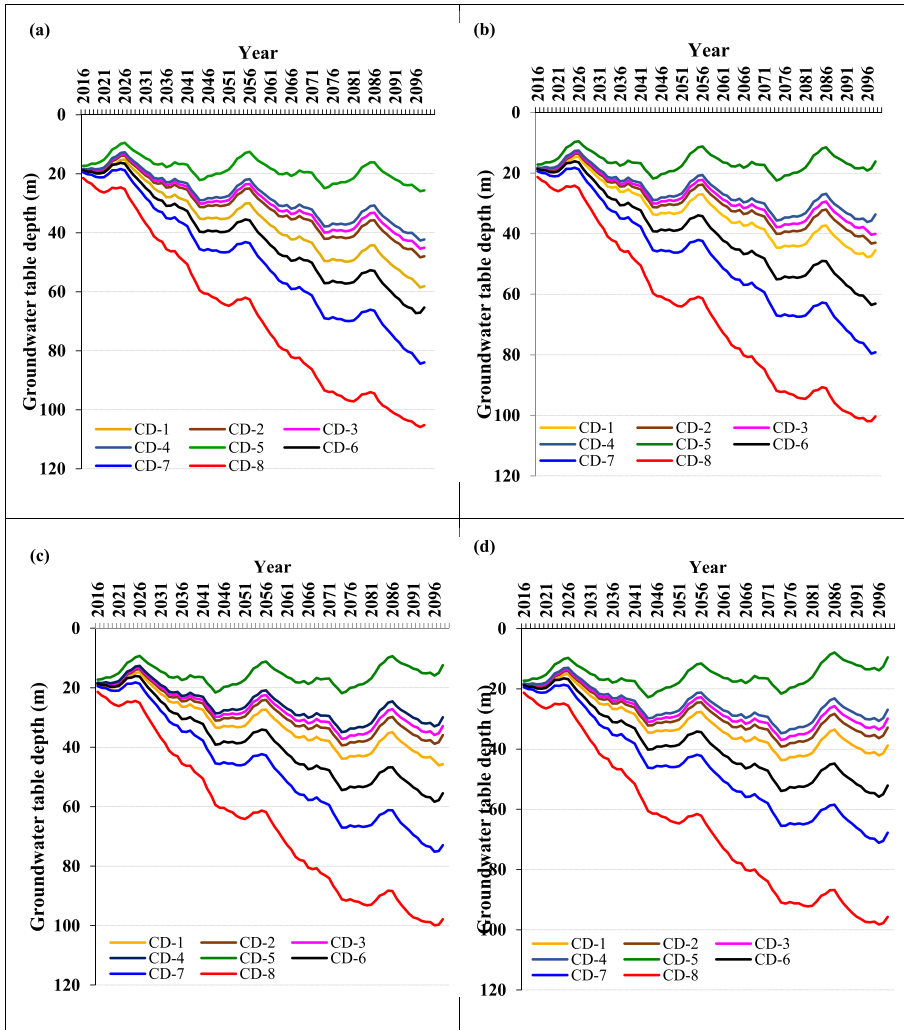 (a)
Year
2016 2021 2026 2031 2036 2041 2046 2051 2056 2061 2066 2071 2076 2081 2086 2091 2096
Groundwater table depth (m)
0
20
40
60
80
100
120
CD-1 CD-2 CD-3
CD-4 CD-5 CD-6
CD-7 CD-8
(b)
Year
2016 2021 2026 2031 2036 2041 2046 2051 2056 2061 2066 2071 2076 2081 2086 2091 2096
Groundwater table depth (m)
0
20
40
60
80
100
120
CD-1 CD-2 CD-3
CD-4 CD-5 CD-6
CD-7 CD-8
(c)
Year
2016 2021 2026 2031 2036 2041 2046 2051 2056 2061 2066 2071 2076 2081 2086 2091 2096
Groundwater table depth (m)
0
20
40
60
80
100
120
CD-1 CD-2 CD-3
CD-4 CD-5 CD-6
CD-7 CD-8
(d)
Year
2016 2021 2026 2031 2036 2041 2046 2051 2056 2061 2066 2071 2076 2081 2086 2091 2096
Groundwater table depth (m)
0
20
40
60
80
100
120
CD-1 CD-2 CD-3
CD-4 CD-5 CD-6
CD-7 CD-8